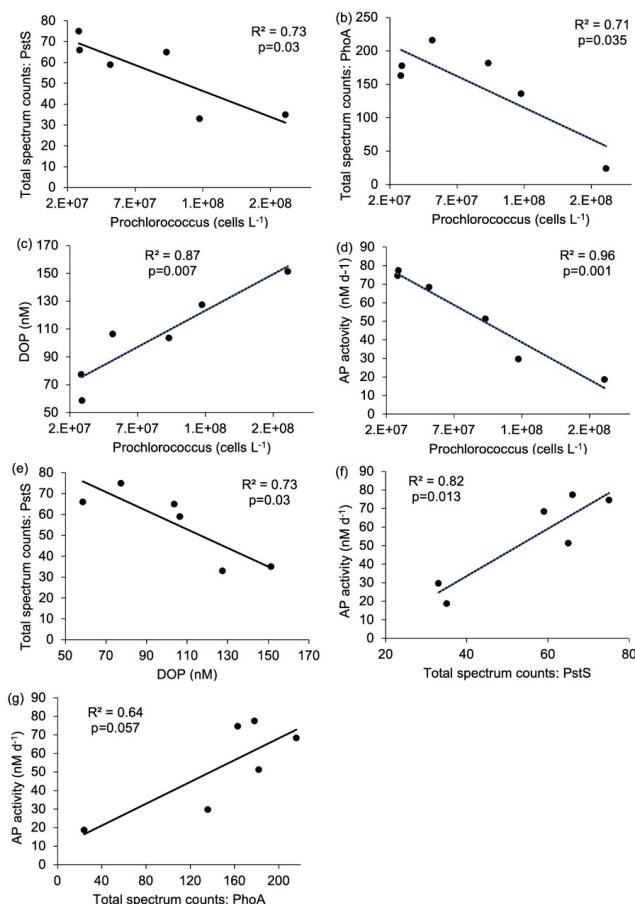 80
70
60
50
40
30
20
10
0
Total spectrum counts: PstS
R² = 0.73
p=0.03
2.E+07 7.E+07 1.E+08 2.E+08
Prochlorococcus (cells L⁻¹)
(b)
250
200
150
100
50
0
Total spectrum counts: PhoA
R² = 0.71
p=0.035
2.E+07 7.E+07 1.E+08 2.E+08
Prochlorococcus (cells L⁻¹)
(c)
170
150
130
110
90
70
50
DOP (nM)
R² = 0.87
p=0.007
2.E+07 7.E+07 1.E+08 2.E+08
Prochlorococcus (cells L⁻¹)
(d)
90
80
70
60
50
40
30
20
10
0
AP actovity (nM d-1)
R² = 0.96
p=0.001
2.E+07 7.E+07 1.E+08 2.E+08
Prochlorococcus (cells L⁻¹)
(e)
80
70
60
50
40
30
20
10
0
Total spectrum counts: PstS
R² = 0.73
p=0.03
50 70 90 110 130 150 170
DOP (nM)
(f)
90
80
70
60
50
40
30
20
10
0
AP activity (nM d⁻¹)
R² = 0.82
p=0.013
20 40 60 80
Total spectrum counts: PstS
(g)
90
80
70
60
50
40
30
20
10
0
AP activity (nM d⁻¹)
R² = 0.64
p=0.057
0 40 80 120 160 200
Total spectrum counts: PhoA